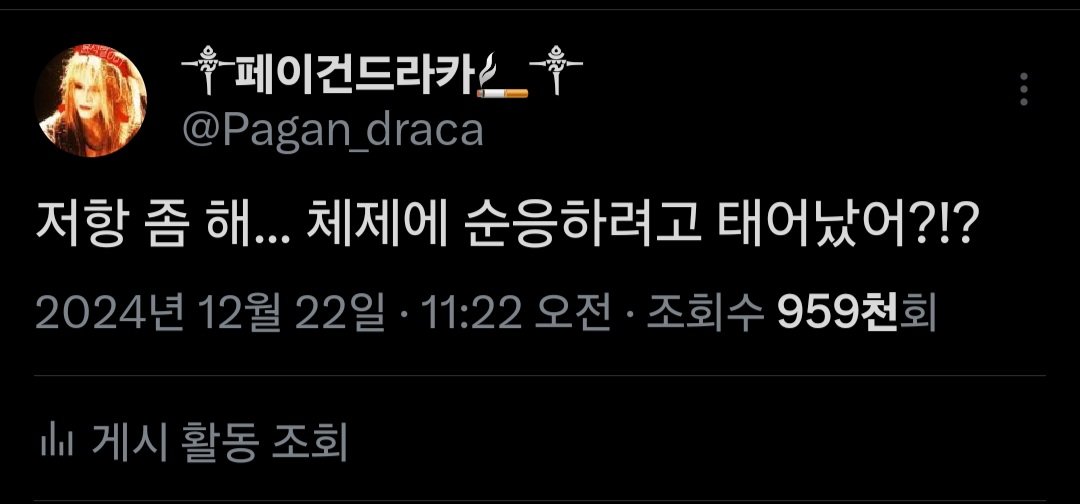 페이건드라카
@Pagan_draca
저항 좀 해... 체제에 순응하려고 태어났어?!?
2024년 12월 22일 · 11:22 오전 · 조회수 959천회
게시 활동 조회